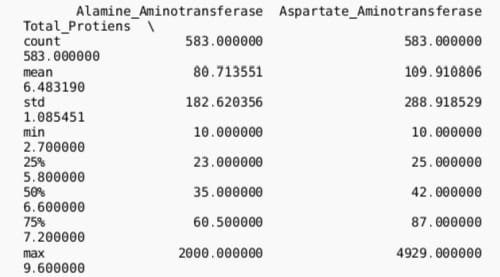 Alamine_Aminotransferase Aspartate_Aminotransferase
Total_Protiens \
count 583.000000 583.000000
583.000000
mean 80.713551 109.910806
6.483190
std 182.620356 288.918529
1.085451
min 10.000000 10.000000
2.700000
25% 23.000000 25.000000
5.800000
50% 35.000000 42.000000
6.600000
75% 60.500000 87.000000
7.200000
max 2000.000000 4929.000000
9.600000